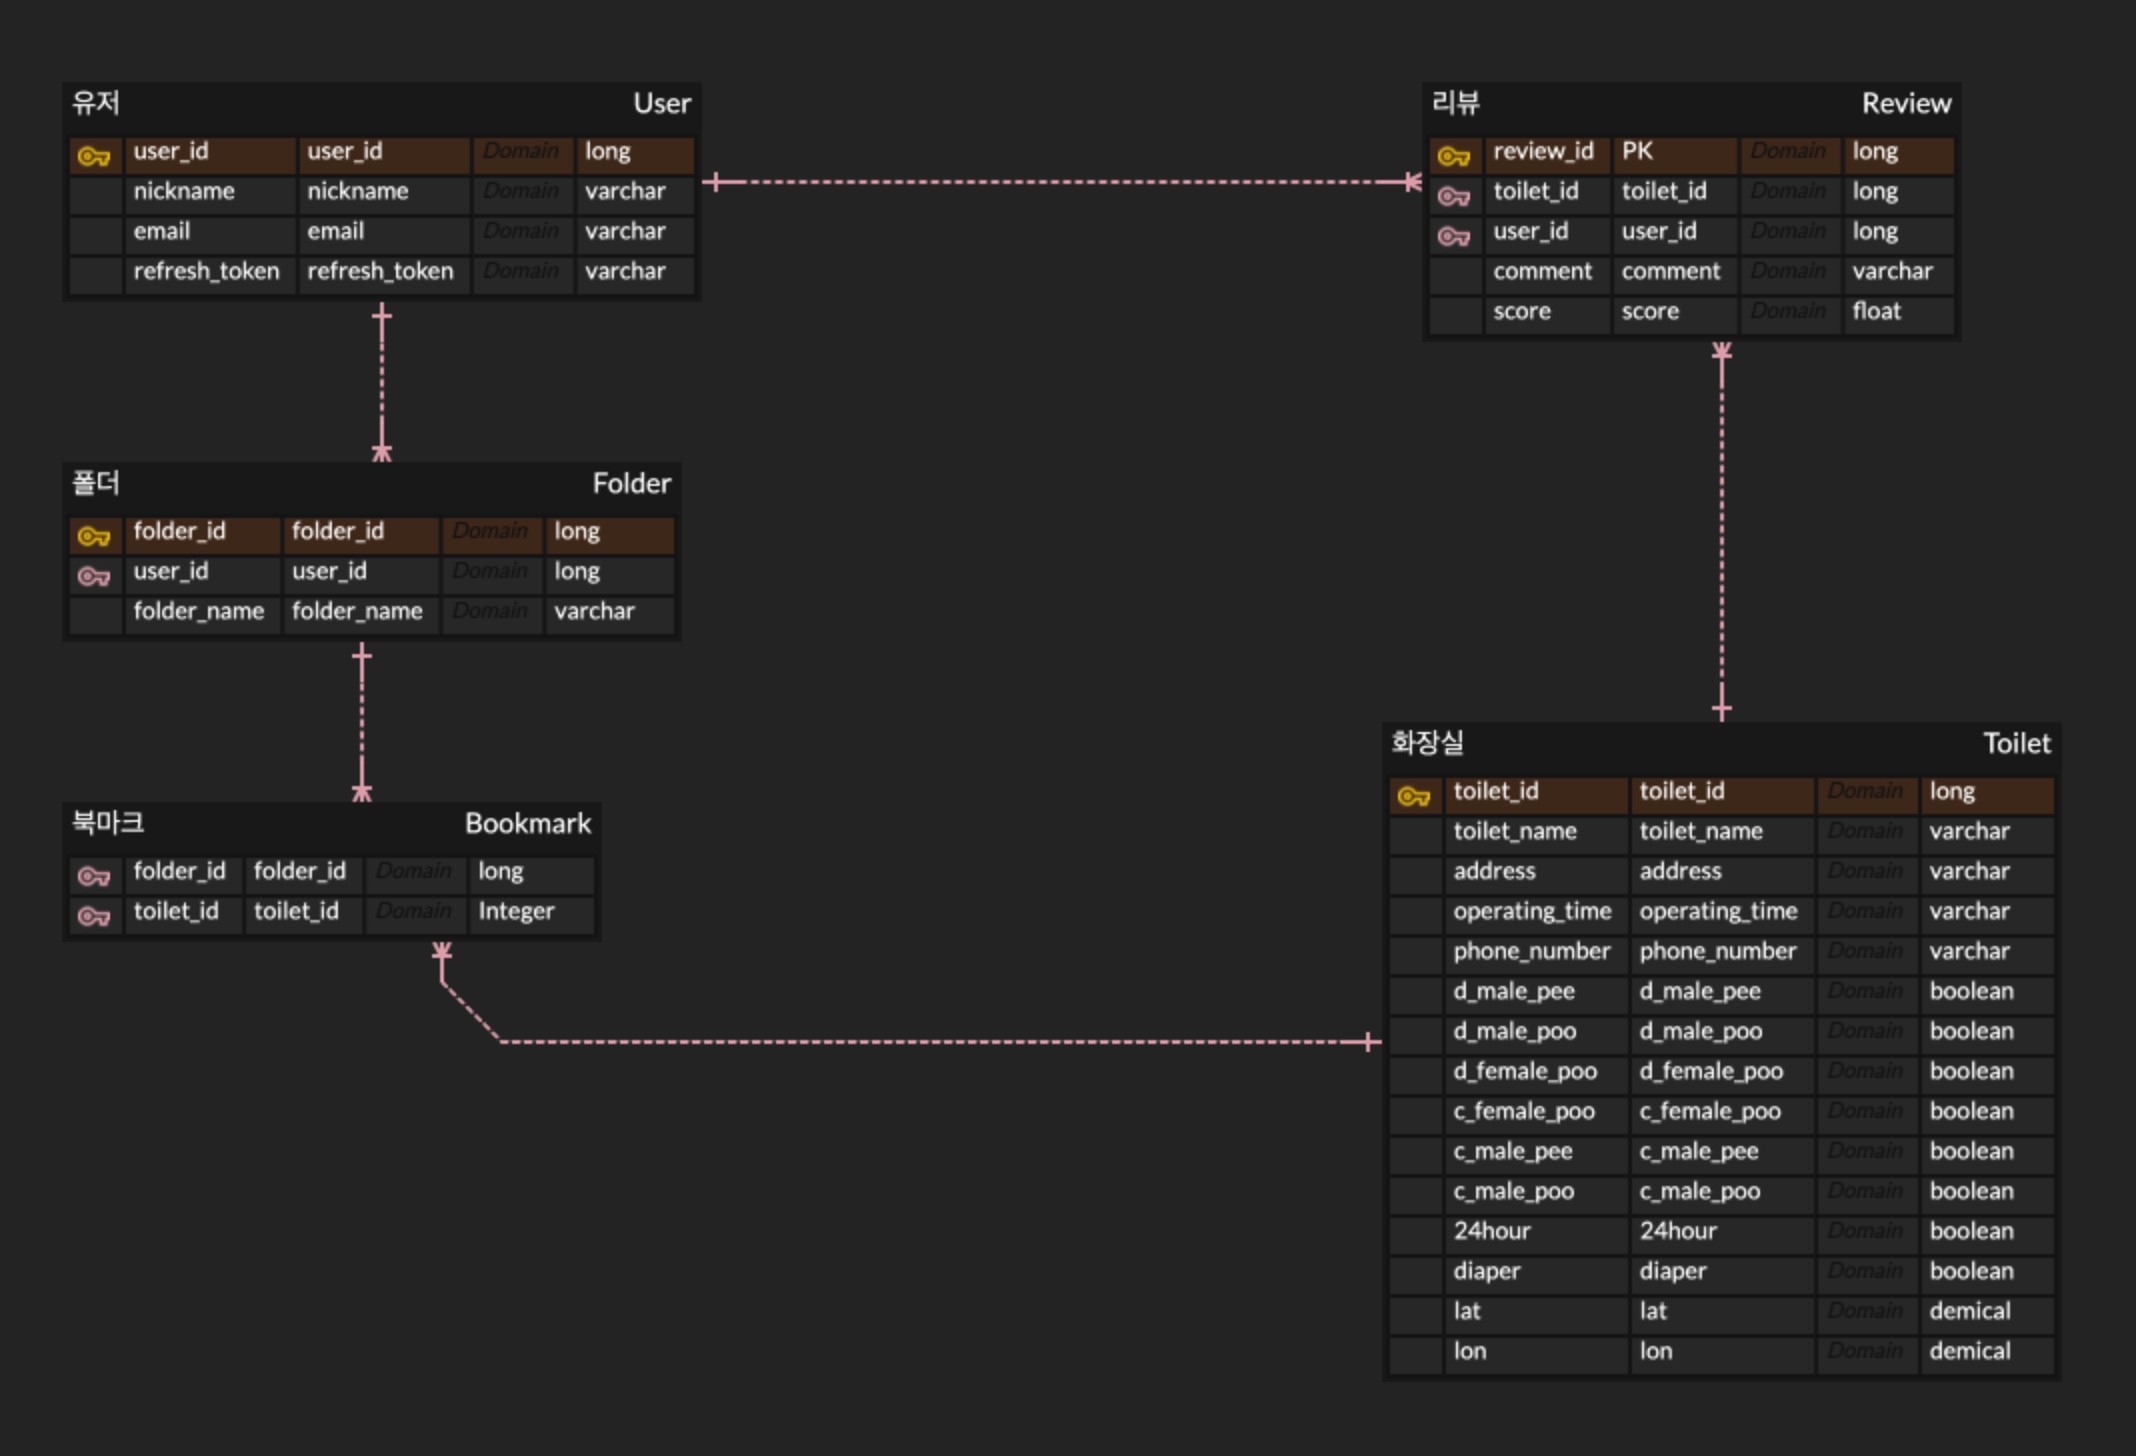 유저 User
user_id user_id Domain long
nickname nickname Domain varchar
email email Domain varchar
refresh_token refresh_token Domain varchar
리뷰 Review
review_id PK Domain long
toilet_id toilet_id Domain long
user_id user_id Domain long
comment comment Domain varchar
score score Domain float
폴더 Folder
folder_id folder_id Domain long
user_id user_id Domain long
folder_name folder_name Domain varchar
북마크 Bookmark
folder_id folder_id Domain long
toilet_id toilet_id Domain Integer
화장실 Toilet
toilet_id toilet_id Domain long
toilet_name toilet_name Domain varchar
address address Domain varchar
operating_time operating_time Domain varchar
phone_number phone_number Domain varchar
d_male_pee d_male_pee Domain boolean
d_male_poo d_male_poo Domain boolean
d_female_poo d_female_poo Domain boolean
c_female_poo c_female_poo Domain boolean
c_male_pee c_male_pee Domain boolean
c_male_poo c_male_poo Domain boolean
24hour 24hour Domain boolean
diaper diaper Domain boolean
lat lat Domain demical
lon lon Domain demical